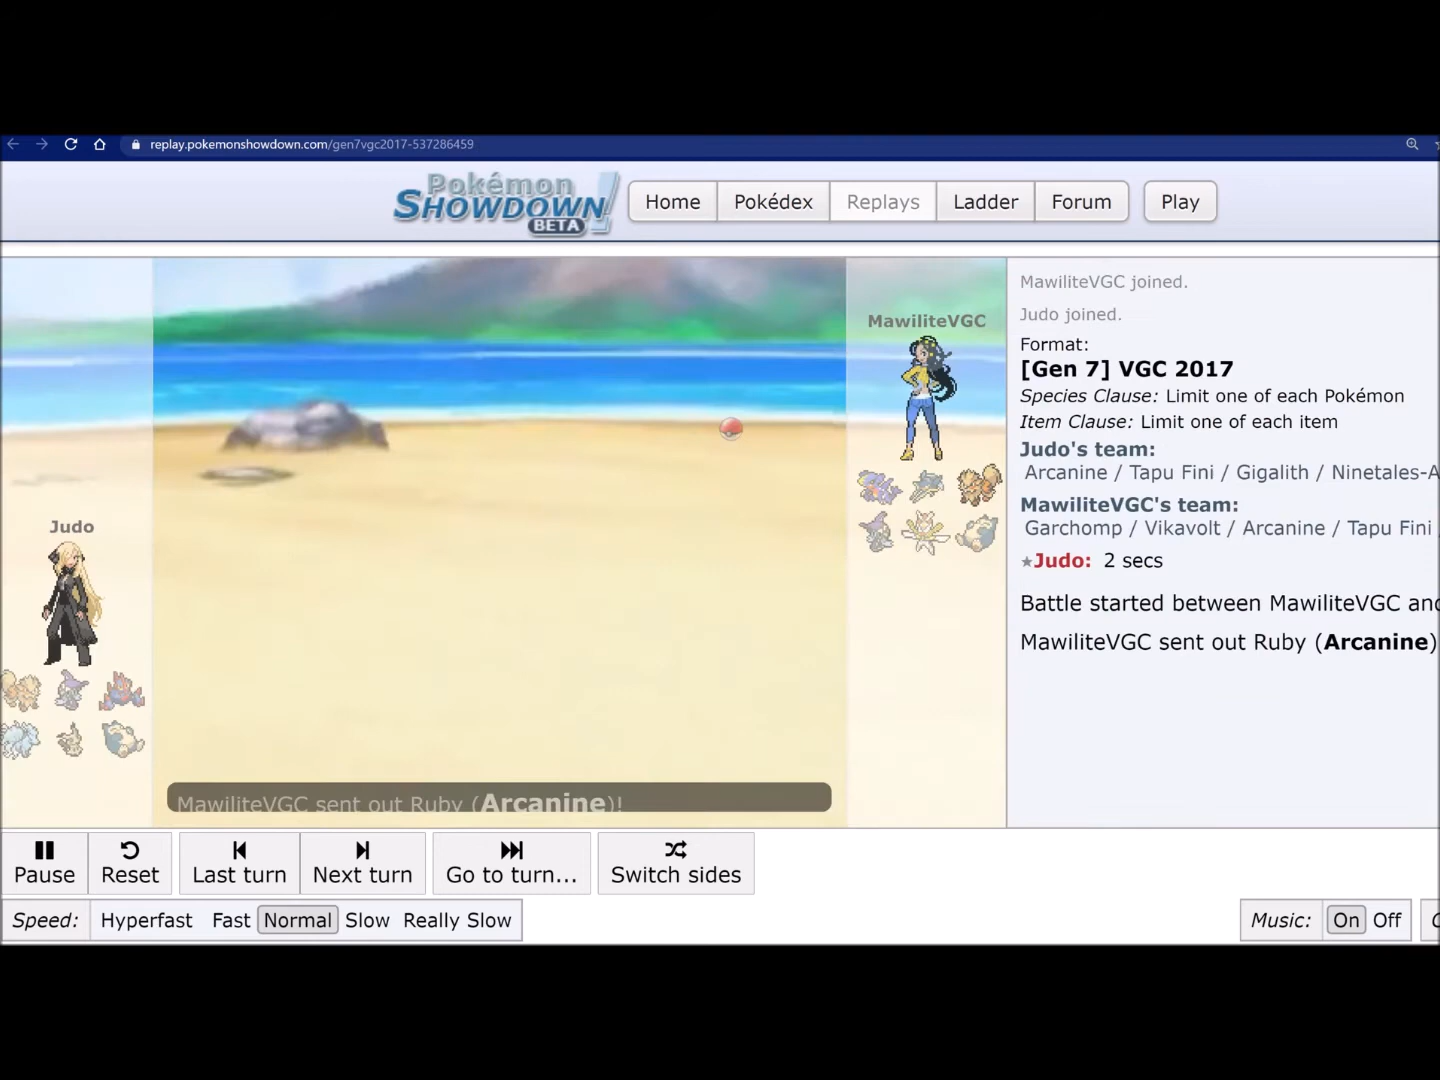 replay.pokemonshowdown.com/gen7vgc2017-537286459
Pokémon
SHOWDOWN!
BETA
Home
Pokédex
Replays
Ladder
Forum
Play
MawiliteVGC joined.
Judo joined.
Format:
[Gen 7] VGC 2017
Species Clause: Limit one of each Pokémon
Item Clause: Limit one of each item
Judo's team:
Arcanine / Tapu Fini / Gigalith / Ninetales-A
MawiliteVGC's team:
Garchomp / Vikavolt / Arcanine / Tapu Fini
★Judo: 2 secs
Battle started between MawiliteVGC and
MawiliteVGC sent out Ruby (Arcanine)
MawiliteVGC
Judo
MawiliteVGC sent out Ruby (Arcanine)!
Pause
Reset
Last turn
Next turn
Go to turn...
Switch sides
Speed: Hyperfast Fast Normal Slow Really Slow
Music: On Off